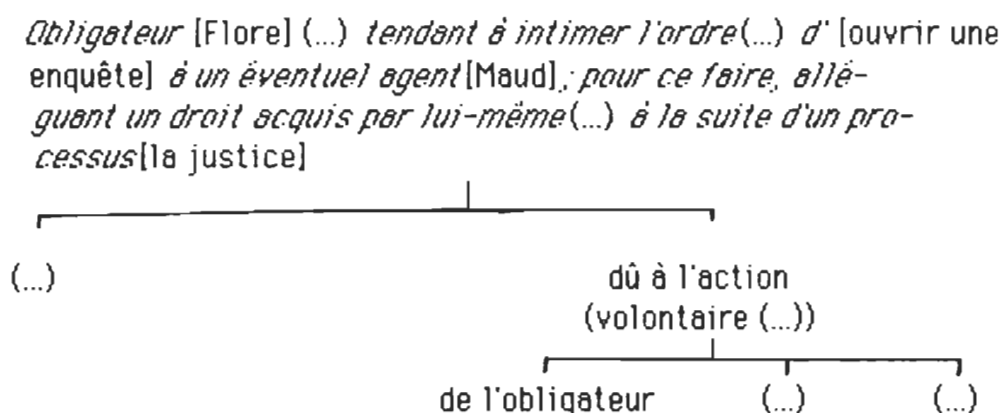 Obligateur [Flore] (...) tendant à intimer l'ordre(...) d' [ouvrir une
enquête] à un éventuel agent[Maud]; pour ce faire, allé-
guant un droit acquis par lui-même(...) à la suite d'un pro-
cessus[la justice]
(...) dû à l'action
(volontaire (...))
de l'obligateur (...) (...)